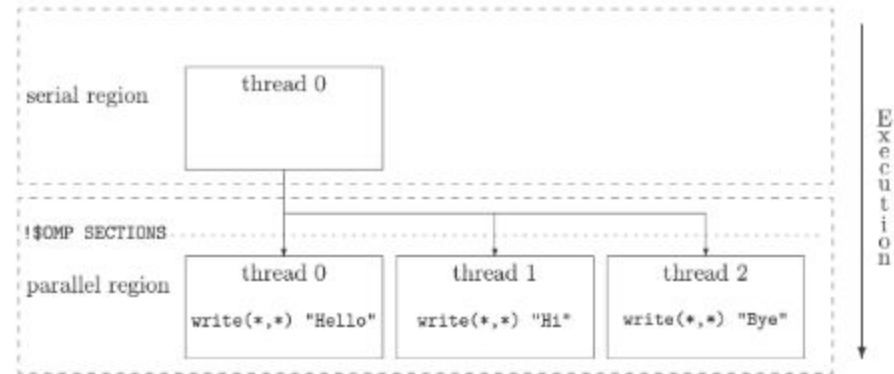 thread 0
serial region
Execution
!$OMP SECTIONS
thread 0
thread 1
thread 2
parallel region
write(*,*) "Hello"
write(*,*) "Hi"
write(*,*) "Bye"